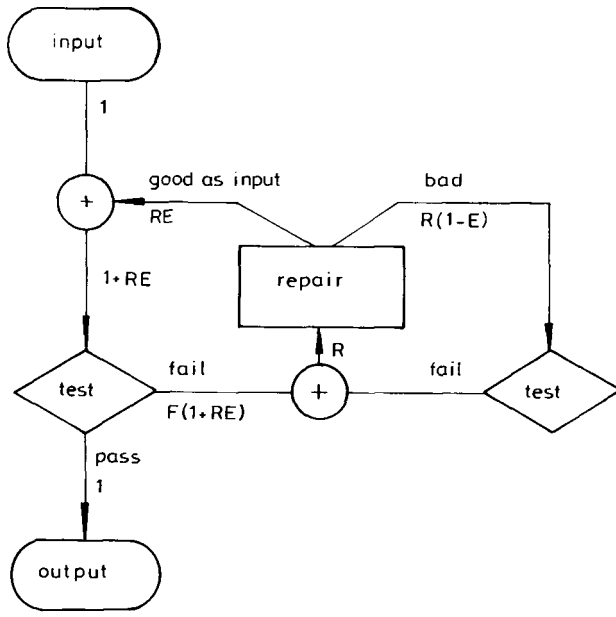 input
1
good as input
bad
+
RE
R(1-E)
1+RE
repair
R
fail
fail
test
F(1+RE)
+
test
pass
1
output